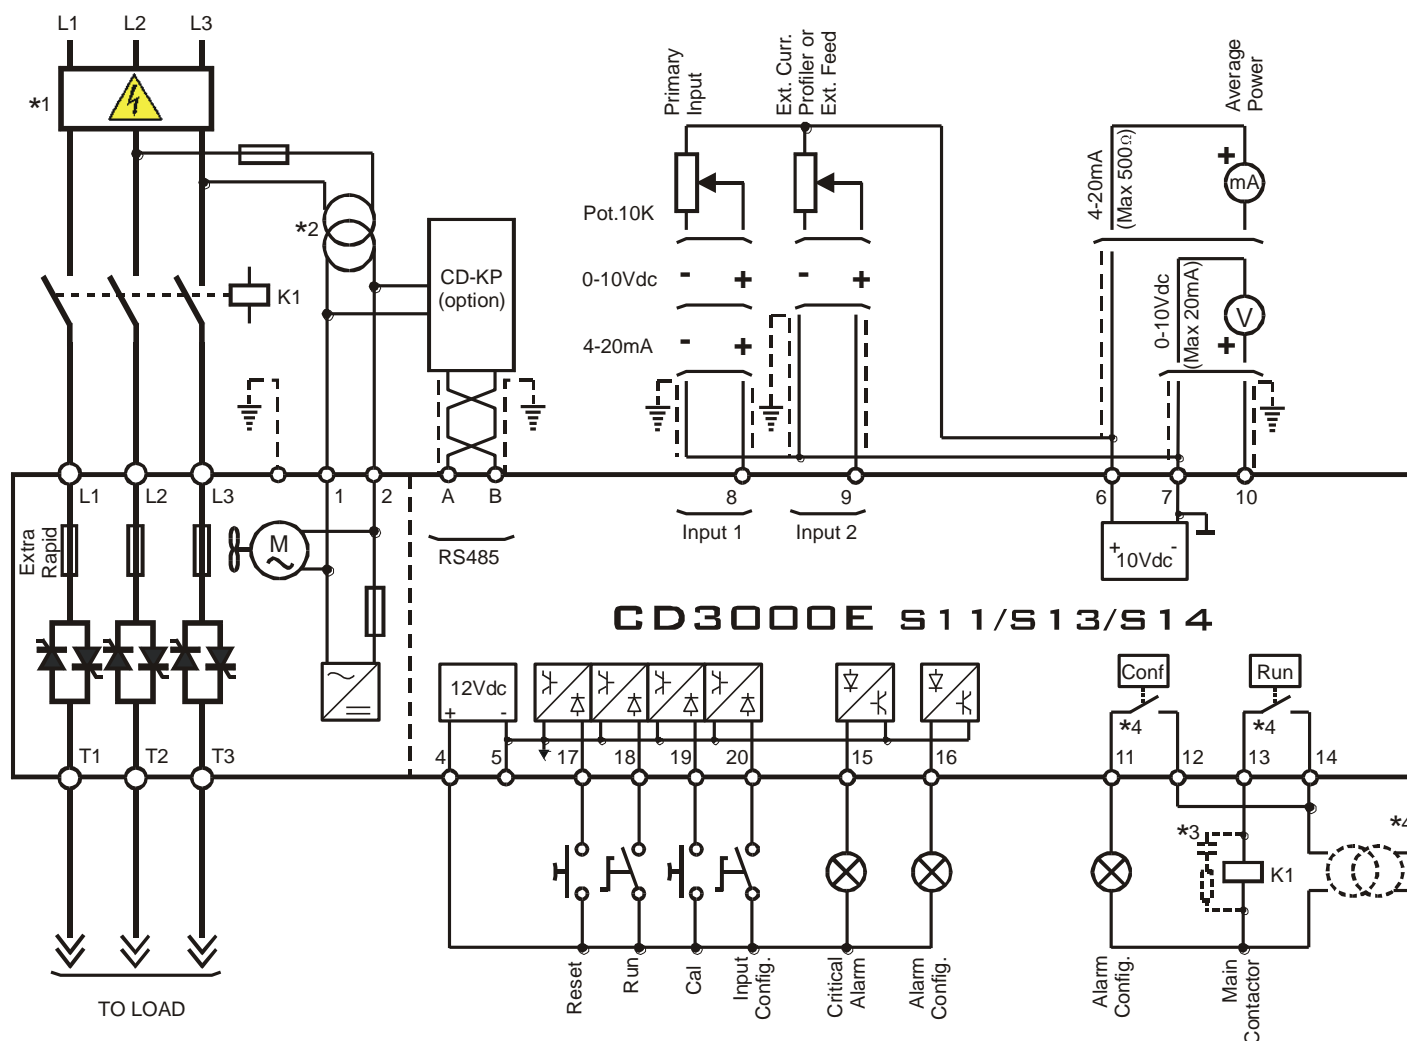 L1 L2 L3
*1
*2
K1
CD-KP
(option)
Primary
Input
Ext. Curr.
Profiler or
Ext. Feed
Average
Power
Pot.10K
0-10Vdc
4-20mA
- +
- +
- +
4-20mA
(Max 500Ω)
+
mA
0-10Vdc
(Max 20mA)
V
+
L1 L2 L3 1 2 A B 8 9 6 7 10
Extra
Rapid
M
RS485
Input 1
Input 2
+ -
10Vdc
CD3000E S11/S13/S14
12Vdc
+ -
Conf
Run
*4
*4
T1 T2 T3 4 5 17 18 19 20 15 16 11 12 13 14
*3
*4
K1
Reset
Run
Cal
Input
Config.
Critical
Alarm
Alarm
Config.
Alarm
Config.
Main
Contactor
TO LOAD